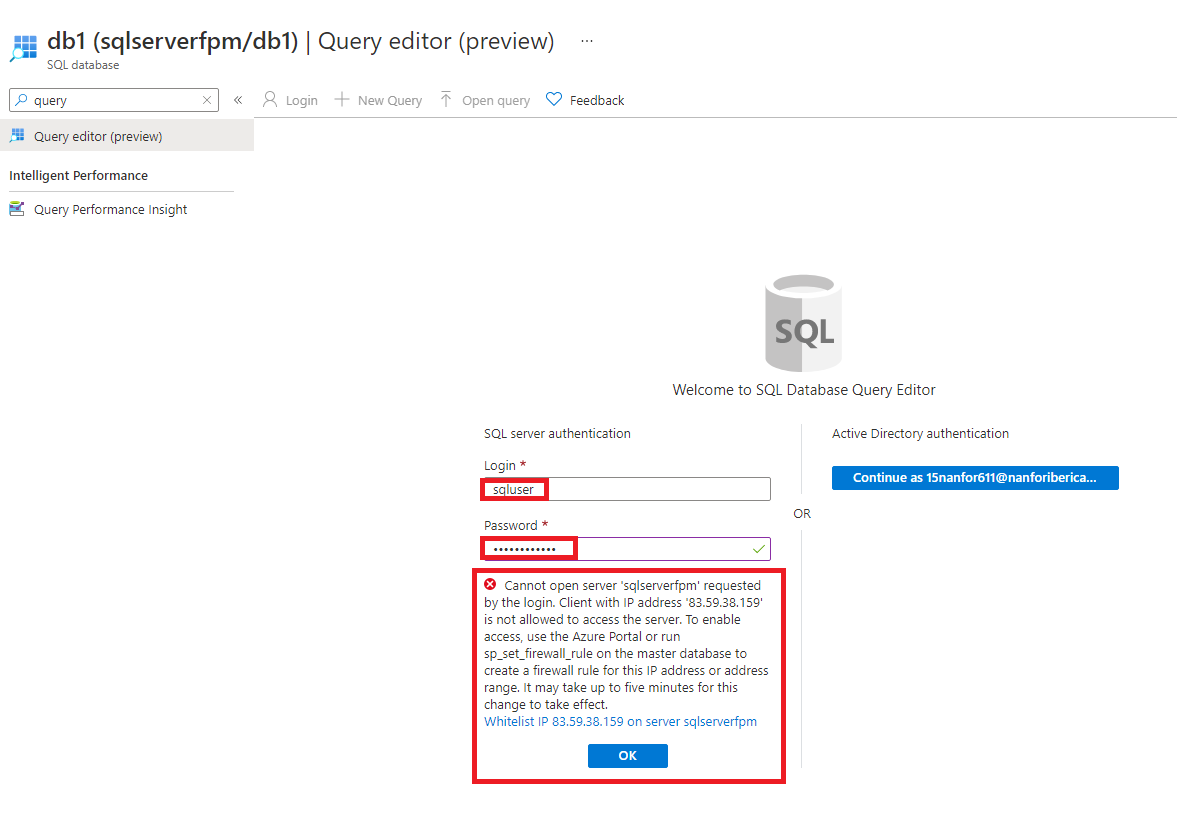 db1 (sqlserverfpm/db1) | Query editor (preview) ...
SQL database
query
Login
New Query
Open query
Feedback
Query editor (preview)
Intelligent Performance
Query Performance Insight
SQL
Welcome to SQL Database Query Editor
SQL server authentication
Login *
sqluser
Password *
••••••••••••
Cannot open server 'sqlserverfpm' requested
by the login. Client with IP address '83.59.38.159'
is not allowed to access the server. To enable
access, use the Azure Portal or run
sp_set_firewall_rule on the master database to
create a firewall rule for this IP address or address
range. It may take up to five minutes for this
change to take effect.
Whitelist IP 83.59.38.159 on server sqlserverfpm
OK
OR
Active Directory authentication
Continue as 15nanfor611@nanforiberica...